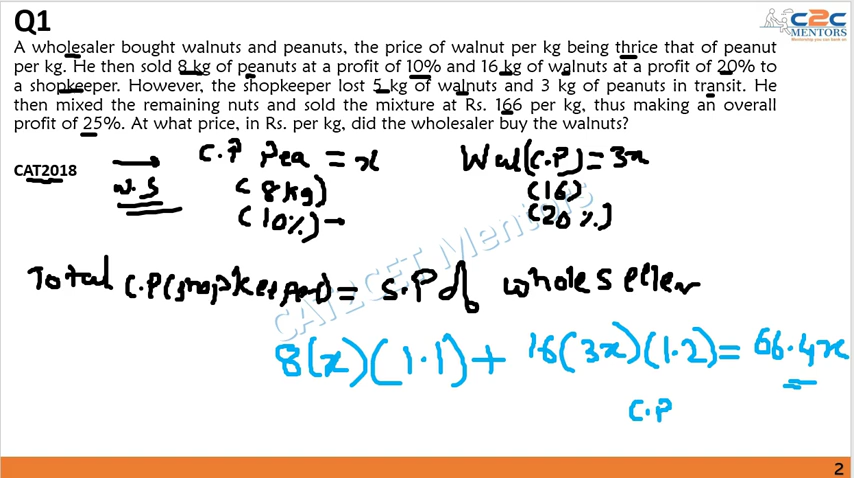 Q1
C2C
MENTORS
Mentoring you can bank on.
A wholesaler bought walnuts and peanuts, the price of walnut per kg being thrice that of peanut
per kg. He then sold 8 kg of peanuts at a profit of 10% and 16 kg of walnuts at a profit of 20% to
a shopkeeper. However, the shopkeeper lost 5 kg of walnuts and 3 kg of peanuts in transit. He
then mixed the remaining nuts and sold the mixture at Rs. 166 per kg, thus making an overall
profit of 25%. At what price, in Rs. per kg, did the wholesaler buy the walnuts?
CAT2018
C.P Pea = x Wal(C.P) = 3x
W.S (8kg) (16)
(10%) (20%)
CAT2CET Mentors
Total C.P(shopkeeper) = S.P of wholeseller
8(x)(1.1) + 16(3x)(1.2) = 66.4x
C.P
2